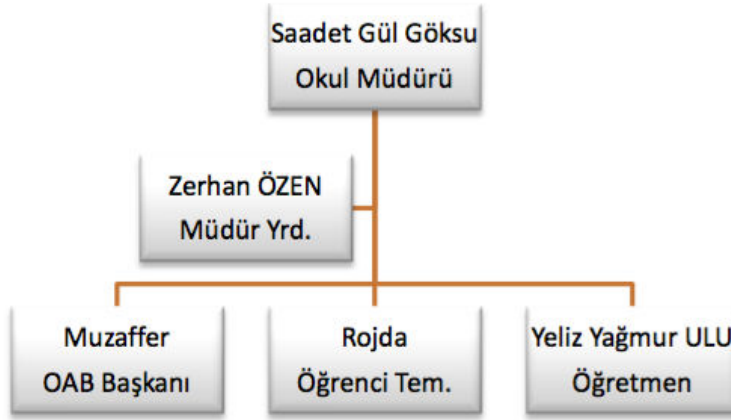 Saadet Gül Göksu
Okul Müdürü
Zerhan ÖZEN
Müdür Yrd.
Muzaffer
OAB Başkanı
Rojda
Öğrenci Tem.
Yeliz Yağmur ULU
Öğretmen